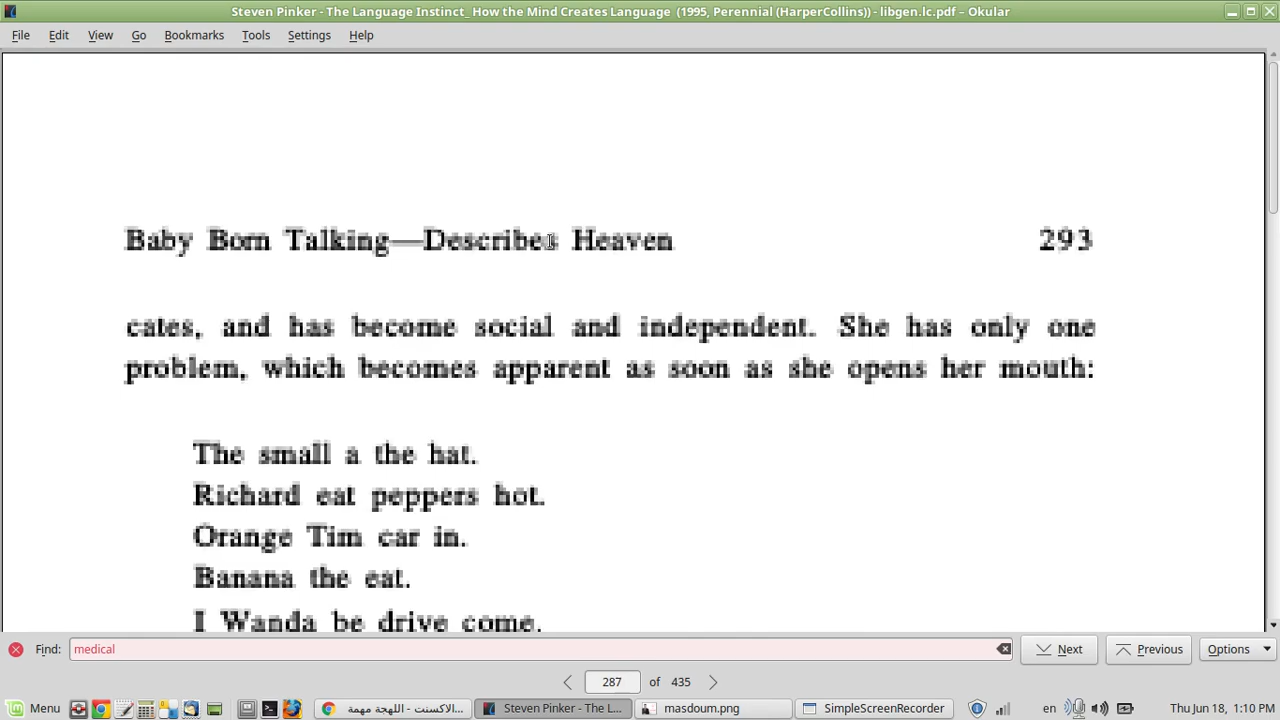 Steven Pinker - The Language Instinct_ How the Mind Creates Language  (1995, Perennial (HarperCollins)) - libgen.lc.pdf – Okular
File Edit View Go Bookmarks Tools Settings Help
Baby Born Talking—Describes Heaven 293
cates, and has become social and independent. She has only one
problem, which becomes apparent as soon as she opens her mouth:
The small a the hat.
Richard eat peppers hot.
Orange Tim car in.
Banana the eat.
I Wanda be drive come.
Find: medical Next Previous Options
287 of 435
Menu الاكسنت - اللهجة مهمة... Steven Pinker - The L... masdoum.png SimpleScreenRecorder en Thu Jun 18, 1:10 PM